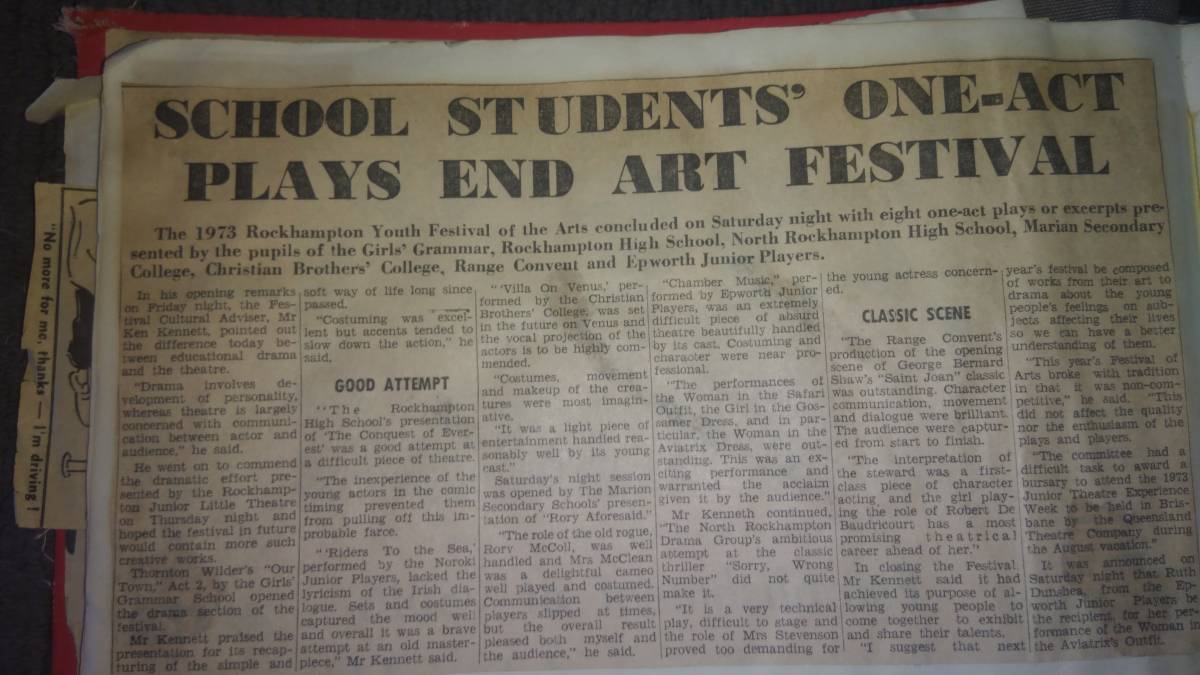 SCHOOL STUDENTS' ONE-ACT
PLAYS END ART FESTIVAL
The 1973 Rockhampton Youth Festival of the Arts concluded on Saturday night with eight one-act plays or excerpts pre-
sented by the pupils of the Girls' Grammar, Rockhampton High School, North Rockhampton High School, Marian Secondary
College, Christian Brothers' College, Range Convent and Epworth Junior Players.
In his opening remarks
on Friday night, the Fes-
tival Cultural Adviser, Mr
Ken Kennett, pointed out
the difference today be-
tween educational drama
and the theatre.
"Drama involves de-
velopment of personality,
whereas theatre is largely
concerned with communi-
cation between actor and
audience," he said.
He went on to commend
the dramatic effort pre-
sented by the Rockhamp-
ton Junior Little Theatre
on Thursday night and
hoped the festival in future
would contain more such
creative works.
Thornton Wilder's "Our
Town," Act 2, by the Girls'
Grammar School opened
the drama section of the
festival.
Mr Kennett praised the
presentation for its recap-
turing of the simple and
soft way of life long since
passed.
"Costuming was excel-
lent but accents tended to
slow down the action," he
said.
GOOD ATTEMPT
"The Rockhampton
High School's presentation
of 'The Conquest of Ever-
est' was a good attempt at
a difficult piece of theatre.
"The inexperience of the
young actors in the comic
timing prevented them
from pulling off this im-
probable farce.
"'Riders To the Sea,'
performed by the Noroki
Junior Players, lacked the
lyricism of the Irish dia-
logue. Sets and costumes
captured the mood well
and overall it was a brave
attempt at an old master-
piece," Mr Kennett said.
"'Villa On Venus,' per-
formed by the Christian
Brothers' College, was set
in the future on Venus and
the vocal projection of the
actors is to be highly com-
mended.
"Costumes, movement
and makeup of the crea-
tures were most imagin-
ative.
"It was a light piece of
entertainment handled rea-
sonably well by its young
cast."
Saturday's night session
was opened by The Marion
Secondary Schools' presen-
tation of "Rory Aforesaid."
"The role of the old rogue,
Rory McColl, was well
handled and Mrs McClean
was a delightful cameo
well played and costumed.
Communication between
players slipped at times,
but the overall result
pleased both myself and
the audience," he said.
"Chamber Music," per-
formed by Epworth Junior
Players, was an extremely
difficult piece of absurd
theatre beautifully handled
by its cast. Costuming and
character were near pro-
fessional.
"The performances of
the Woman in the Safari
Outfit, the Girl in the Gos-
samer Dress, and in par-
ticular, the Woman in the
Aviatrix Dress, were out-
standing. This was an ex-
citing performance and
warranted the acclaim
given it by the audience."
Mr Kenneth continued,
"The North Rockhampton
Drama Group's ambitious
attempt at the classic
thriller "Sorry, Wrong
Number" did not quite
make it.
"It is a very technical
play, difficult to stage and
the role of Mrs Stevenson
proved too demanding for
the young actress concern-
ed.
CLASSIC SCENE
"The Range Convent's
production of the opening
scene of George Bernard
Shaw's "Saint Joan" classic
was outstanding. Character
communication, movement
and dialogue were brilliant.
The audience were captur-
ed from start to finish.
"The interpretation of
the steward was a first-
class piece of character
acting, and the girl play-
ing the role of Robert De
Baudricourt has a most
promising theatrical
career ahead of her."
In closing the Festival,
Mr Kennett said it had
achieved its purpose of al-
lowing young people to
come together to exhibit
and share their talents.
"I suggest that next
year's festival be composed
of works from their art to
drama about the young
people's feelings on sub-
jects affecting their lives
so we can have a better
understanding of them.
"This year's Festival of
Arts broke with tradition
in that it was non-com-
petitive," he said. "This
did not affect the quality
nor the enthusiasm of the
plays and players.
"The committee had a
difficult task to award a
bursary to attend the 1973
Junior Theatre Experience
Week to be held in Bris-
bane by the Queensland
Theatre Company during
the August vacation."
It was announced on
Saturday night that Ruth
Dunshea, from the Ep-
worth Junior Players be
the recipient, for her per-
formance of the Woman in
the Aviatrix's Outfit.
"No more for me, thanks — I'm driving!